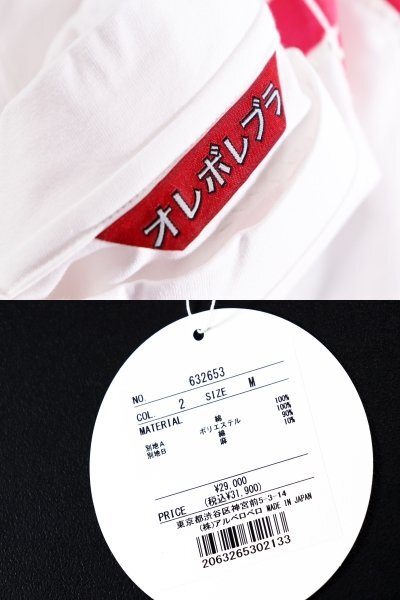 オレボレブラ
NO. 632653
COL. 2 SIZE M
MATERIAL 綿 100%
ポリエステル 100%
別地A 綿 90%
別地B 麻 10%
¥29,000
PRICE (税込¥31,900)
東京都渋谷区神宮前5-3-14
(株)アルベロベロ MADE IN JAPAN
2063265302133